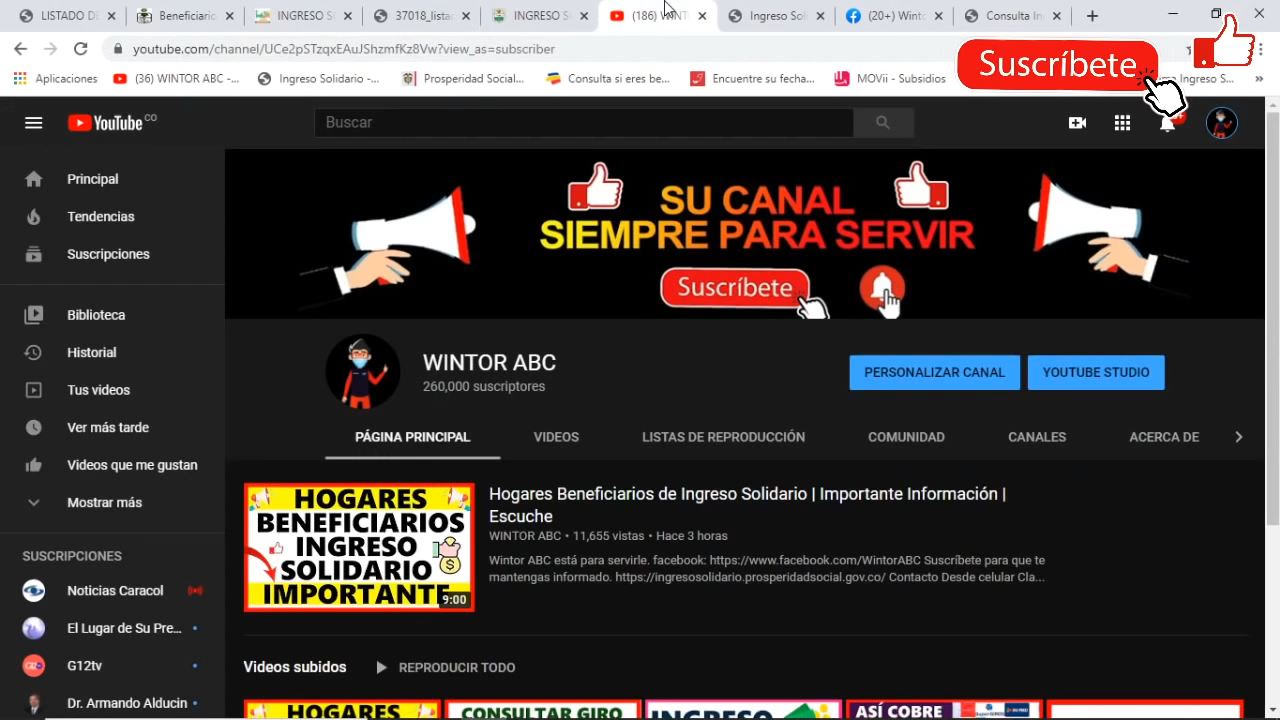 LISTADO DE
Beneficiario
INGRESO S
37018_lista
INGRESO S
(186) WINT
Ingreso Sol
(20+) Winto
Consulta In
youtube.com/channel/UCe2pSTzqxEAuJShzmfKz8Vw?view_as=subscriber
Aplicaciones
(36) WINTOR ABC -...
Ingreso Solidario -...
Prosperidad Social...
Consulta si eres be...
Encuentre su fecha...
MOVii - Subsidios
ma Ingreso S...
Suscríbete
YouTube CO
Buscar
9+
Principal
Tendencias
Suscripciones
Biblioteca
Historial
Tus videos
Ver más tarde
Videos que me gustan
Mostrar más
SUSCRIPCIONES
Noticias Caracol
El Lugar de Su Pre...
G12tv
Dr. Armando Alducin
SU CANAL
SIEMPRE PARA SERVIR
Suscríbete
WINTOR ABC
260,000 suscriptores
PERSONALIZAR CANAL
YOUTUBE STUDIO
PÁGINA PRINCIPAL
VIDEOS
LISTAS DE REPRODUCCIÓN
COMUNIDAD
CANALES
ACERCA DE
HOGARES
BENEFICIARIOS
INGRESO
SOLIDARIO
IMPORTANTE
9:00
Hogares Beneficiarios de Ingreso Solidario | Importante Información |
Escuche
WINTOR ABC • 11,655 vistas • Hace 3 horas
Wintor ABC está para servirle. facebook: https://www.facebook.com/WintorABC Suscríbete para que te
mantengas informado. https://ingresosolidario.prosperidadsocial.gov.co/ Contacto Desde celular Cla...
Videos subidos
REPRODUCIR TODO
HOGARES
CONSULTAR GIRO
INGRESO
ASÍ COBRE